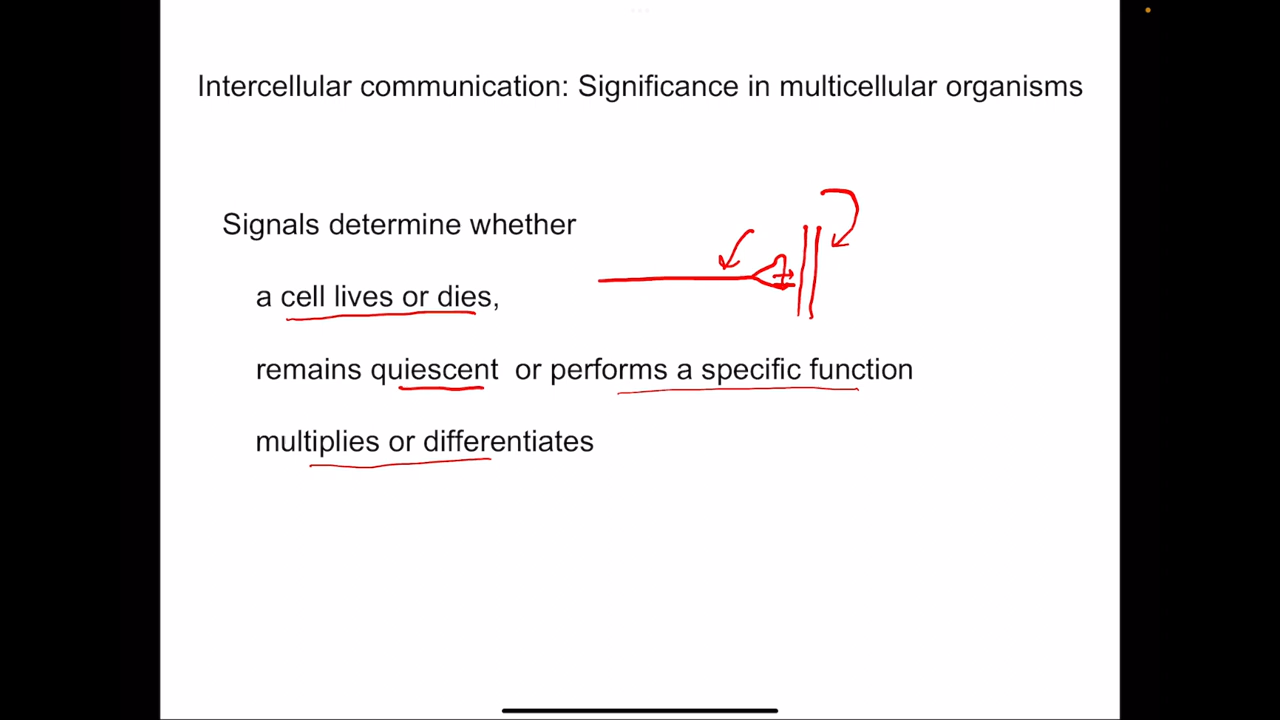 Intercellular communication: Significance in multicellular organisms
Signals determine whether
a cell lives or dies,
remains quiescent or performs a specific function
multiplies or differentiates